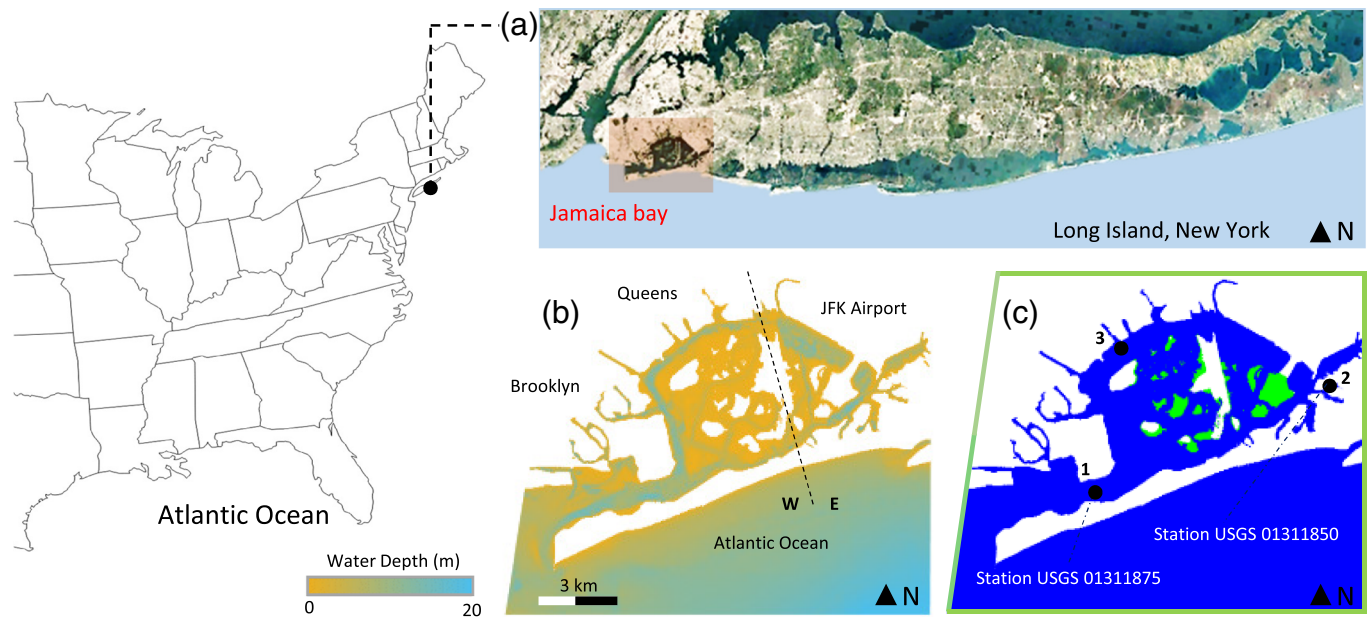 (a)
Jamaica bay
Long Island, New York
N
Atlantic Ocean
Water Depth (m)
0
20
(b)
Queens
JFK Airport
Brooklyn
W
E
Atlantic Ocean
3 km
N
(c)
3
2
1
Station USGS 01311850
Station USGS 01311875
N